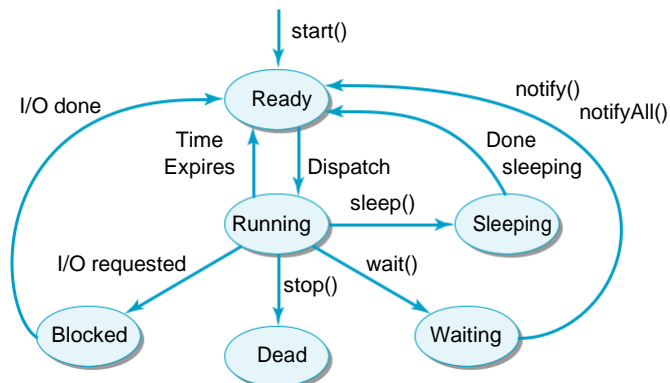 start()
I/O done
Ready
notify()
notifyAll()
Time
Expires
Dispatch
Done
sleeping
Running
sleep()
Sleeping
I/O requested
stop()
wait()
Blocked
Dead
Waiting